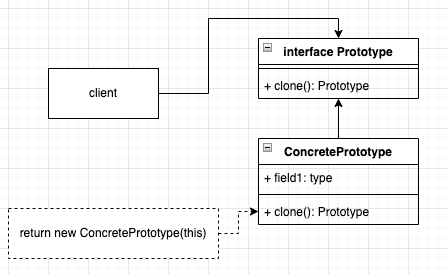 interface Prototype
+ clone(): Prototype
client
ConcretePrototype
+ field1: type
+ clone(): Prototype
return new ConcretePrototype(this)